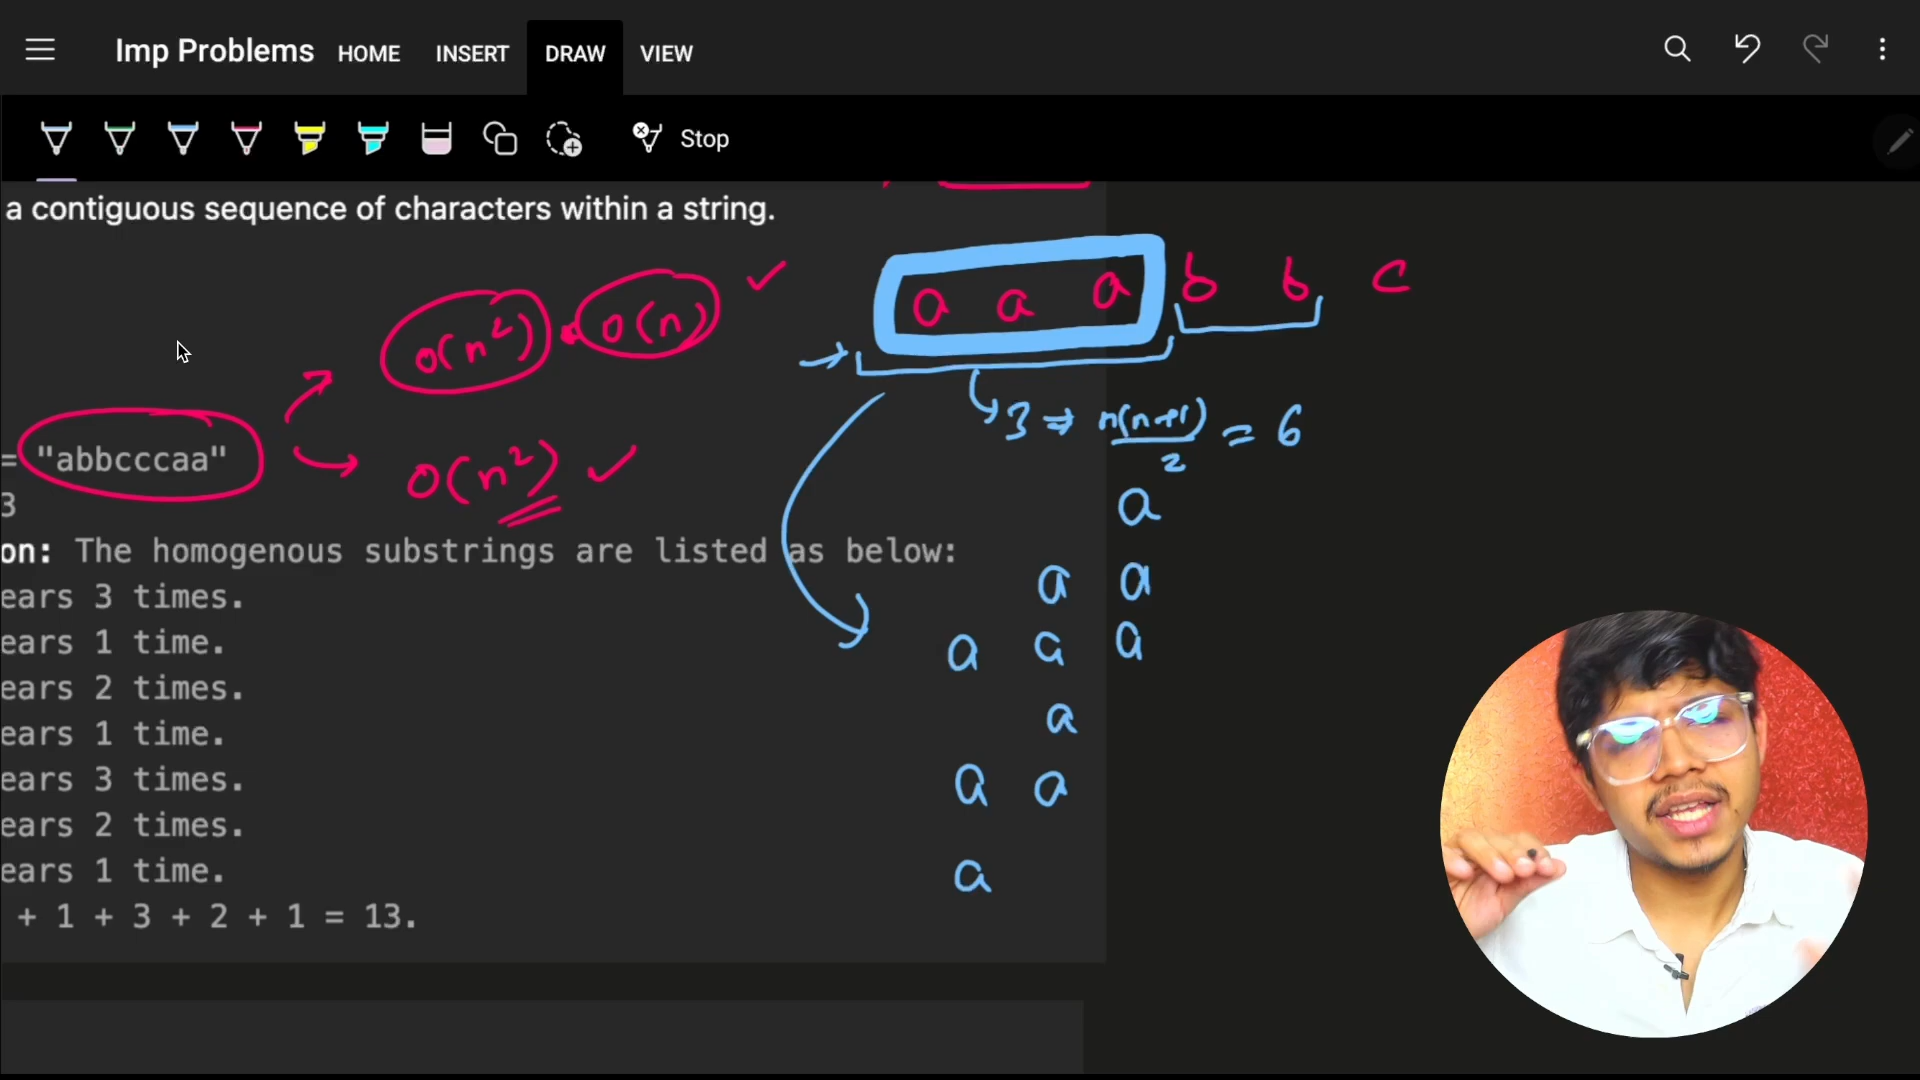 Imp Problems HOME INSERT DRAW VIEW
Stop
a contiguous sequence of characters within a string.
a a a b b c
O(n²) · O(n)
3 ⇒ n(n+1)/2 = 6
= "abbcccaa"
O(n²)
3
a
on: The homogenous substrings are listed as below:
a a
ears 3 times.
a a a
ears 1 time.
ears 2 times.
a
ears 1 time.
ears 3 times.
a a
ears 2 times.
ears 1 time.
a
+ 1 + 3 + 2 + 1 = 13.